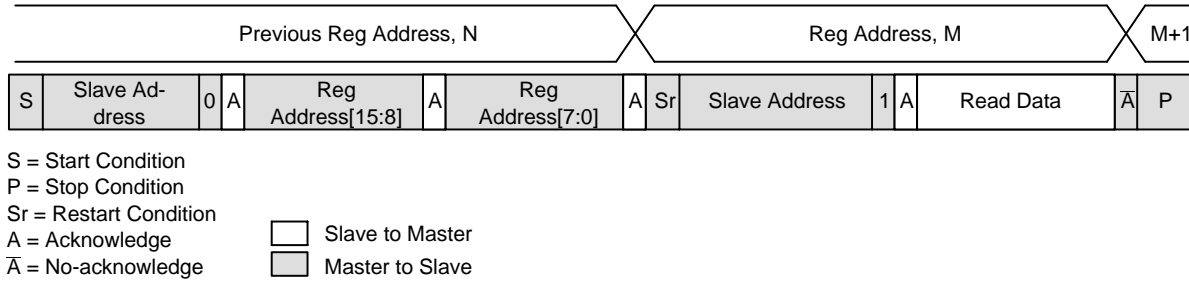 Previous Reg Address, N Reg Address, M M+1
S Slave Ad-
dress 0 A Reg
Address[15:8] A Reg
Address[7:0] A Sr Slave Address 1 A Read Data A̅ P
S = Start Condition
P = Stop Condition
Sr = Restart Condition
A = Acknowledge
A̅ = No-acknowledge
Slave to Master
Master to Slave